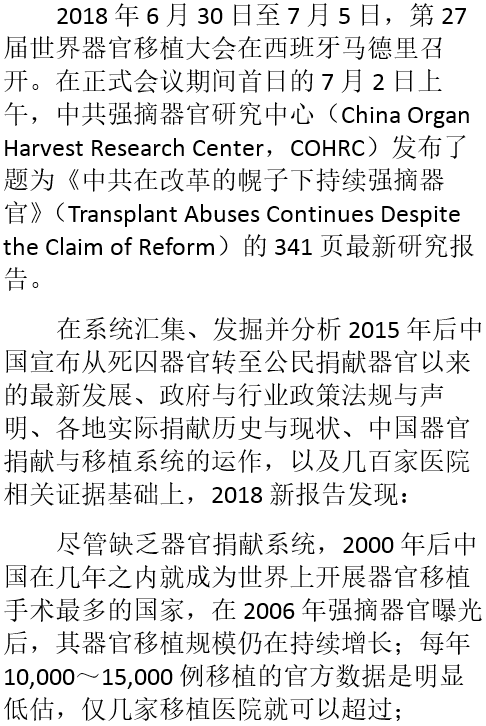 2018 年 6 月 30 日至 7 月 5 日，第 27
届世界器官移植大会在西班牙马德里召
开。在正式会议期间首日的 7 月 2 日上
午，中共强摘器官研究中心（China Organ
Harvest Research Center，COHRC）发布了
题为《中共在改革的幌子下持续强摘器
官》（Transplant Abuses Continues Despite
the Claim of Reform）的 341 页最新研究报
告。
在系统汇集、发掘并分析 2015 年后中
国宣布从死囚器官转至公民捐献器官以来
的最新发展、政府与行业政策法规与声
明、各地实际捐献历史与现状、中国器官
捐献与移植系统的运作，以及几百家医院
相关证据基础上，2018 新报告发现：
尽管缺乏器官捐献系统，2000 年后中
国在几年之内就成为世界上开展器官移植
手术最多的国家，在 2006 年强摘器官曝光
后，其器官移植规模仍在持续增长；每年
10,000～15,000 例移植的官方数据是明显
低估，仅几家移植医院就可以超过；